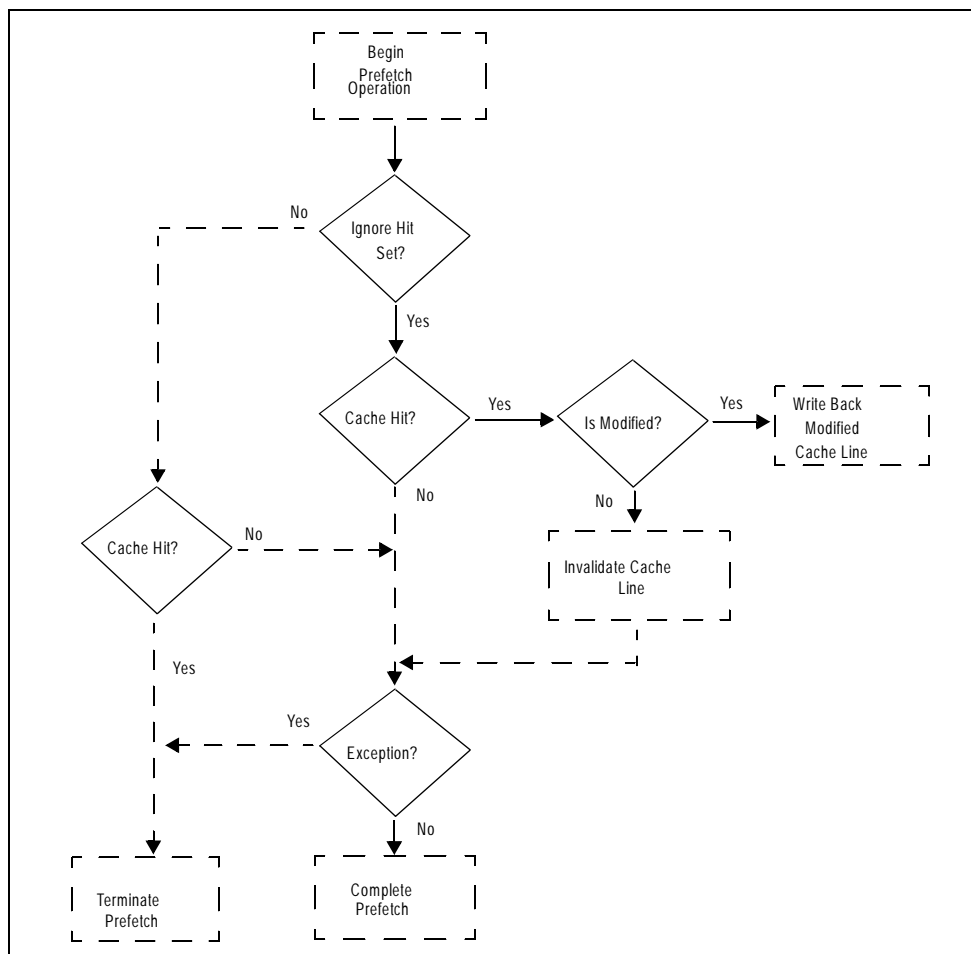 Begin
Prefetch
Operation
No
Ignore Hit
Set?
Yes
Cache Hit?
Yes
Is Modified?
Yes
Write Back
Modified
Cache Line
No
No
Cache Hit?
No
Invalidate Cache
Line
Yes
Yes
Exception?
No
Terminate
Prefetch
Complete
Prefetch